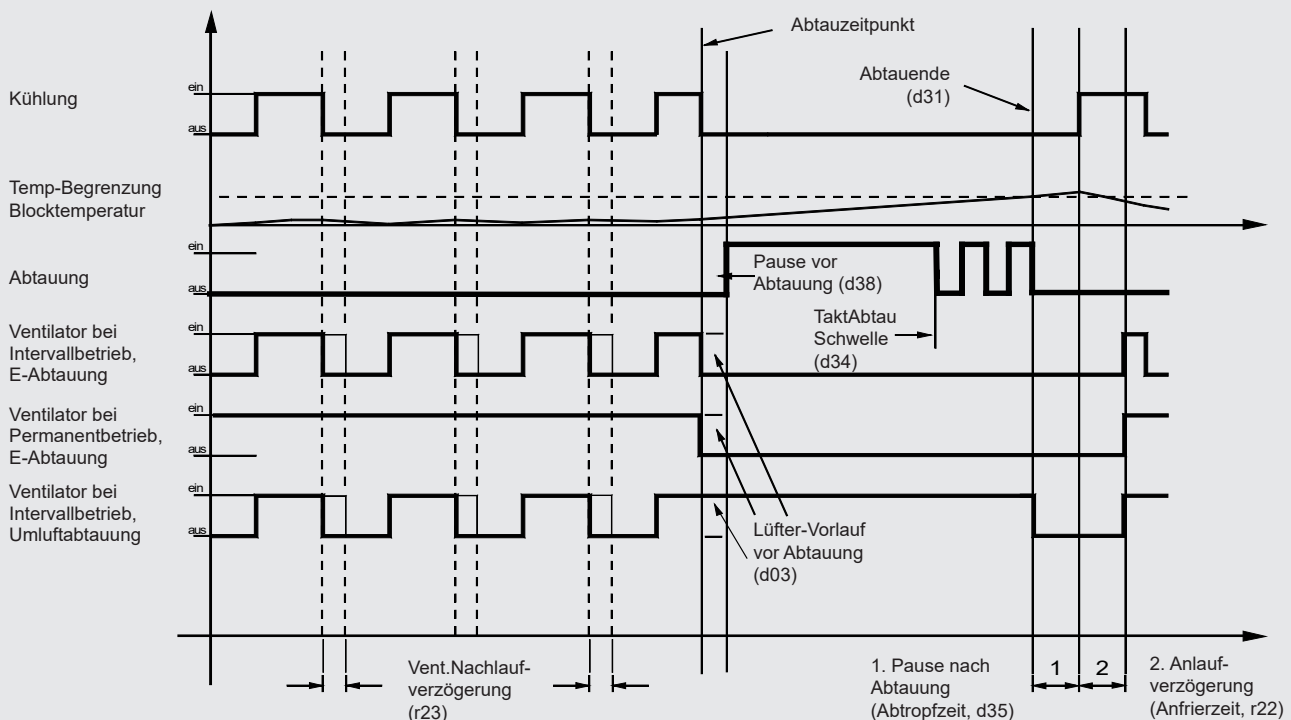 Abtauzeitpunkt
Abtauende
(d31)
Kühlung
ein
aus
Temp-Begrenzung
Blocktemperatur
Abtauung
ein
aus
Pause vor
Abtauung (d38)
TaktAbtau
Schwelle
(d34)
Ventilator bei
Intervallbetrieb,
E-Abtauung
ein
aus
Ventilator bei
Permanentbetrieb,
E-Abtauung
ein
aus
Ventilator bei
Intervallbetrieb,
Umluftabtauung
ein
aus
Lüfter-Vorlauf
vor Abtauung
(d03)
Vent.Nachlauf-
verzögerung
(r23)
1. Pause nach
Abtauung
(Abtropfzeit, d35)
1
2
2. Anlauf-
verzögerung
(Anfrierzeit, r22)